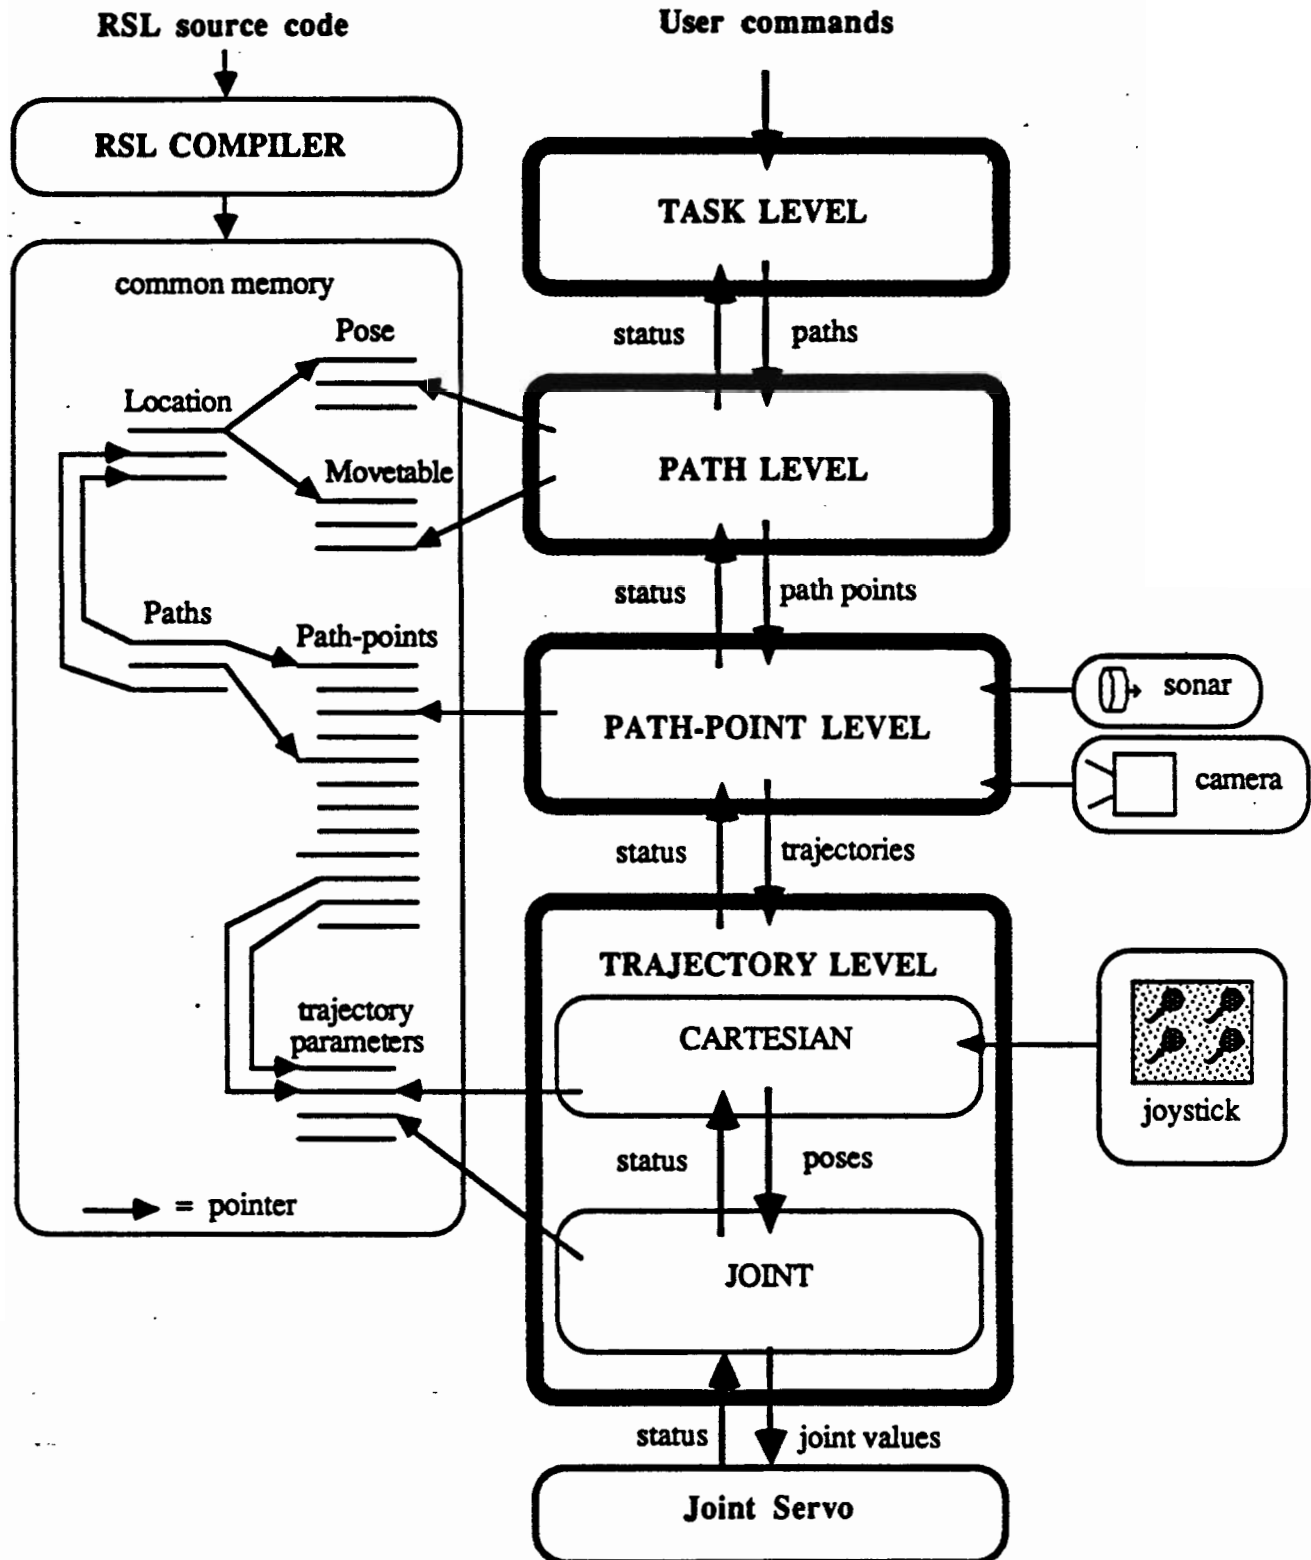 RSL source code
User commands
RSL COMPILER
TASK LEVEL
common memory
status
paths
Pose
Location
Movetable
PATH LEVEL
status
path points
Paths
Path-points
sonar
PATH-POINT LEVEL
camera
status
trajectories
TRAJECTORY LEVEL
trajectory
parameters
CARTESIAN
joystick
status
poses
= pointer
JOINT
status
joint values
Joint Servo